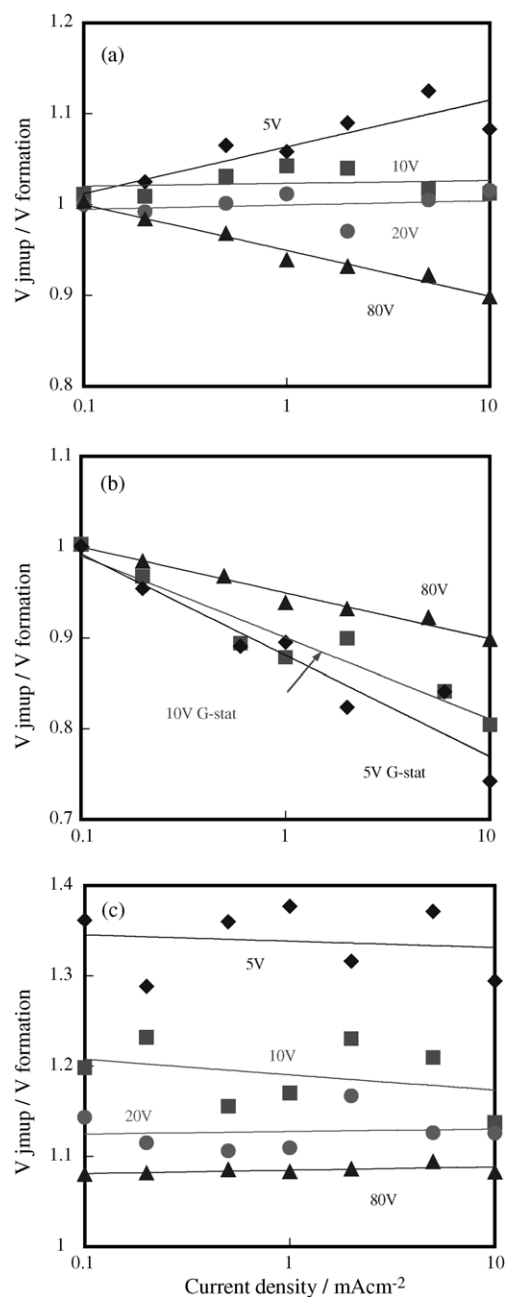 1.2
(a)
1.1
5V
10V
1
20V
0.9
80V
0.8
0.1
1
10
V jmup / V formation
1.1
(b)
1
80V
0.9
10V G-stat
0.8
5V G-stat
0.7
0.1
1
10
V jmup / V formation
1.4
(c)
5V
1.3
1.2
10V
20V
1.1
80V
1
0.1
1
10
V jmup / V formation
Current density / mAcm-2